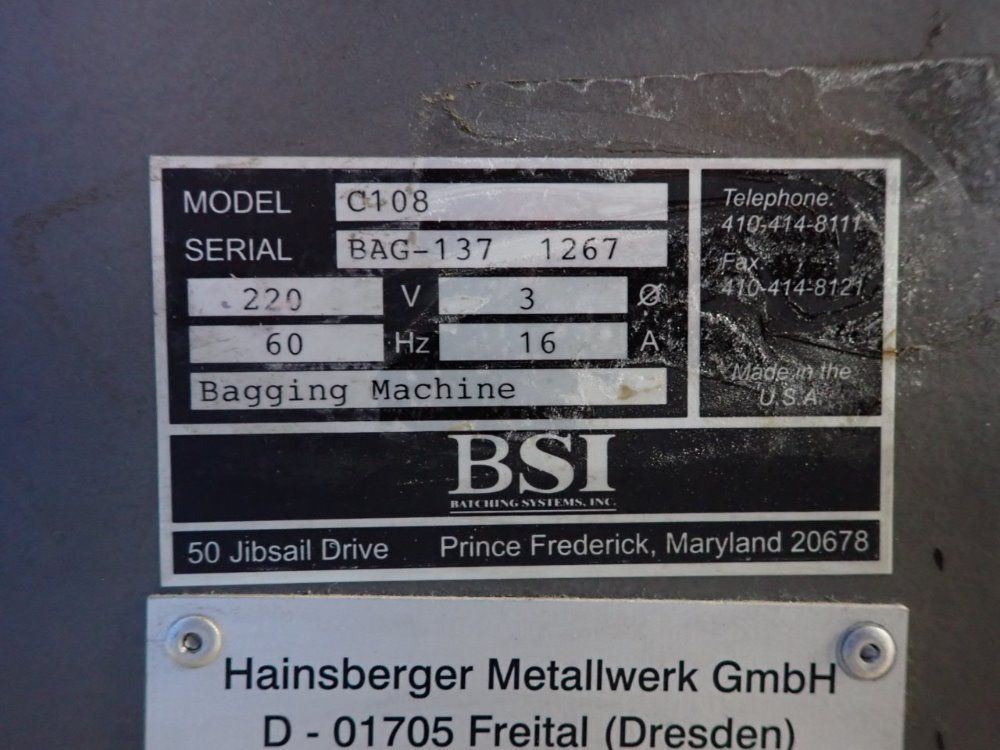 MODEL C108
SERIAL BAG-137 1267
220 V 3 Ø
60 Hz 16 A
Bagging Machine
Telephone:
410-414-8111
Fax
410-414-8121
Made in the
U.S.A
BSI
BATCHING SYSTEMS, INC.
50 Jibsail Drive Prince Frederick, Maryland 20678
Hainsberger Metallwerk GmbH
D - 01705 Freital (Dresden)